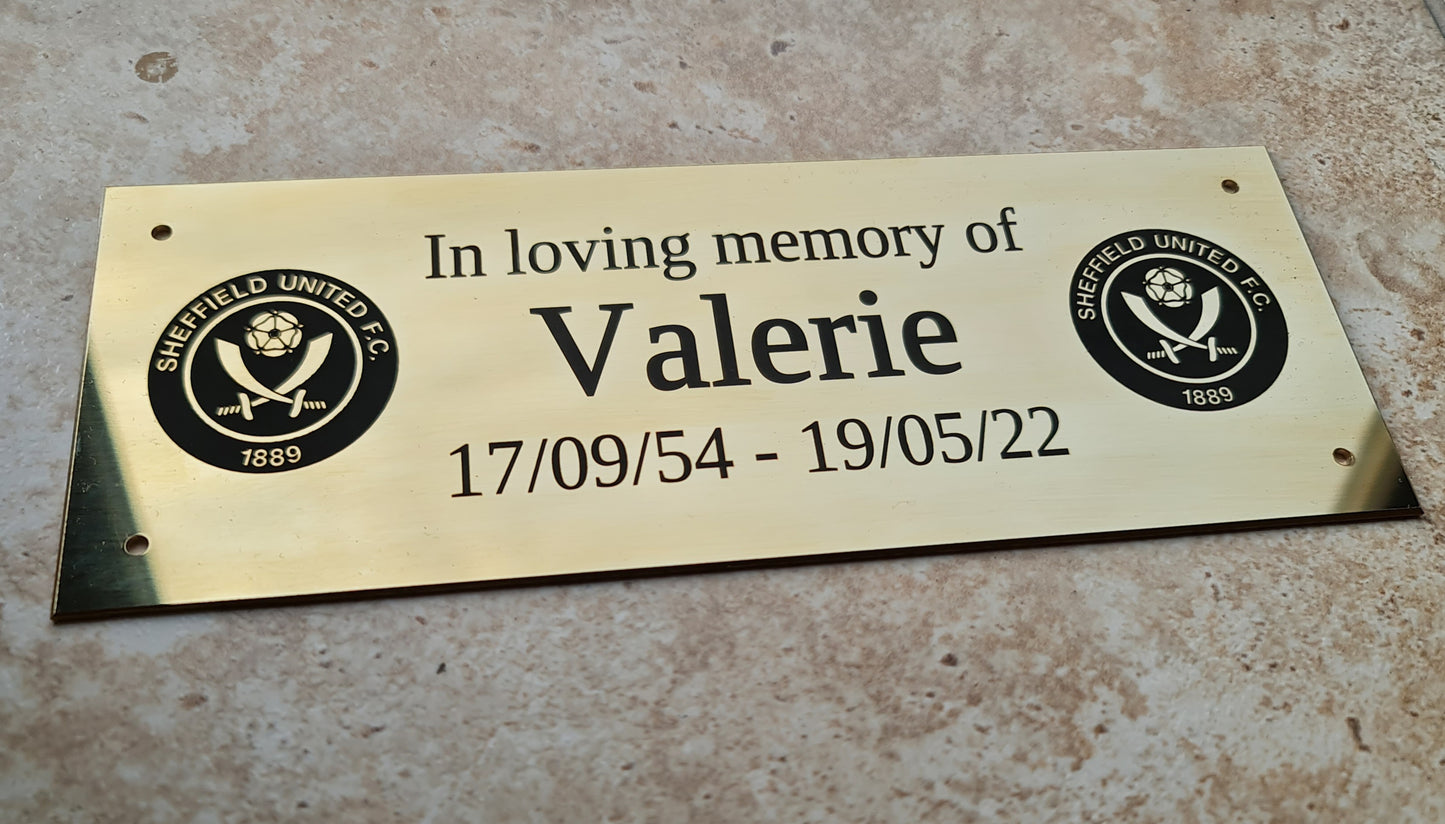 In loving memory of
Valerie
17/09/54 - 19/05/22
SHEFFIELD UNITED F.C.
1889
SHEFFIELD UNITED F.C.
1889